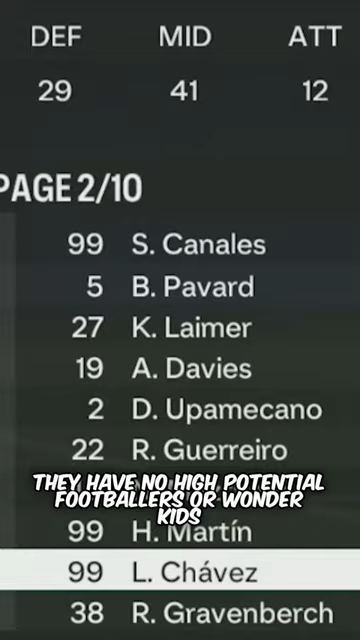 DEF MID ATT
29 41 12
PAGE 2/10
99 S. Canales
5 B. Pavard
27 K. Laimer
19 A. Davies
2 D. Upamecano
22 R. Guerreiro
THEY HAVE NO HIGH POTENTIAL
FOOTBALLERS OR WONDER
KIDS
99 H. Martín
99 L. Chávez
38 R. Gravenberch